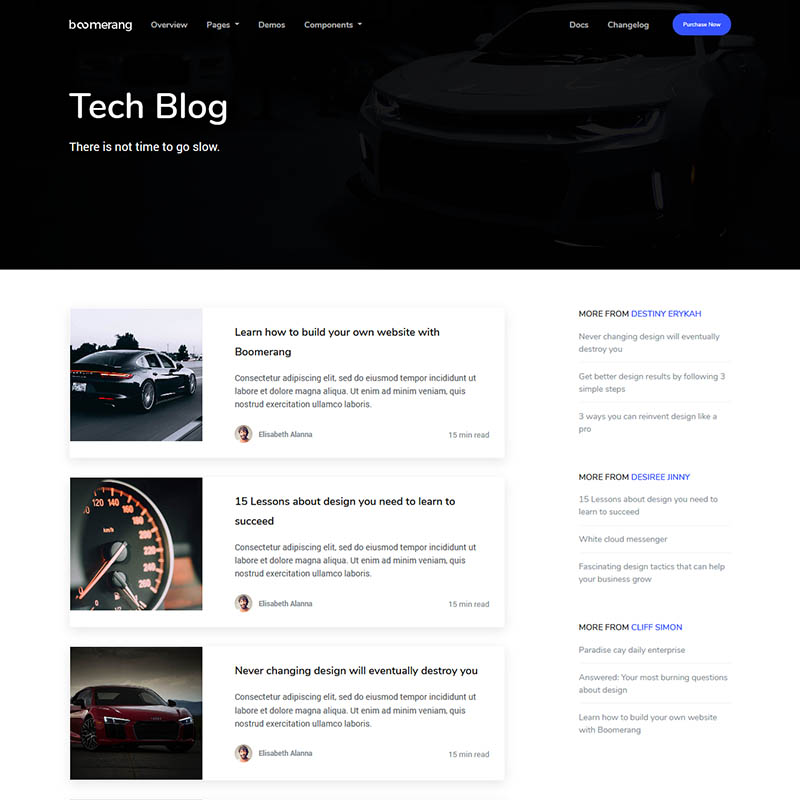 boomerang Overview Pages Demos Components Docs Changelog Purchase Now
Tech Blog
There is not time to go slow.
Learn how to build your own website with
Boomerang
Consectetur adipiscing elit, sed do eiusmod tempor incididunt ut
labore et dolore magna aliqua. Ut enim ad minim veniam, quis
nostrud exercitation ullamco laboris.
Elisabeth Alanna 15 min read
120 140
160
180
200
220
240
260
km/h
15 Lessons about design you need to learn to
succeed
Consectetur adipiscing elit, sed do eiusmod tempor incididunt ut
labore et dolore magna aliqua. Ut enim ad minim veniam, quis
nostrud exercitation ullamco laboris.
Elisabeth Alanna 15 min read
Never changing design will eventually destroy you
Consectetur adipiscing elit, sed do eiusmod tempor incididunt ut
labore et dolore magna aliqua. Ut enim ad minim veniam, quis
nostrud exercitation ullamco laboris.
Elisabeth Alanna 15 min read
MORE FROM DESTINY ERYKAH
Never changing design will eventually
destroy you
Get better design results by following 3
simple steps
3 ways you can reinvent design like a
pro
MORE FROM DESIREE JINNY
15 Lessons about design you need to
learn to succeed
White cloud messenger
Fascinating design tactics that can help
your business grow
MORE FROM CLIFF SIMON
Paradise cay daily enterprise
Answered: Your most burning questions
about design
Learn how to build your own website
with Boomerang